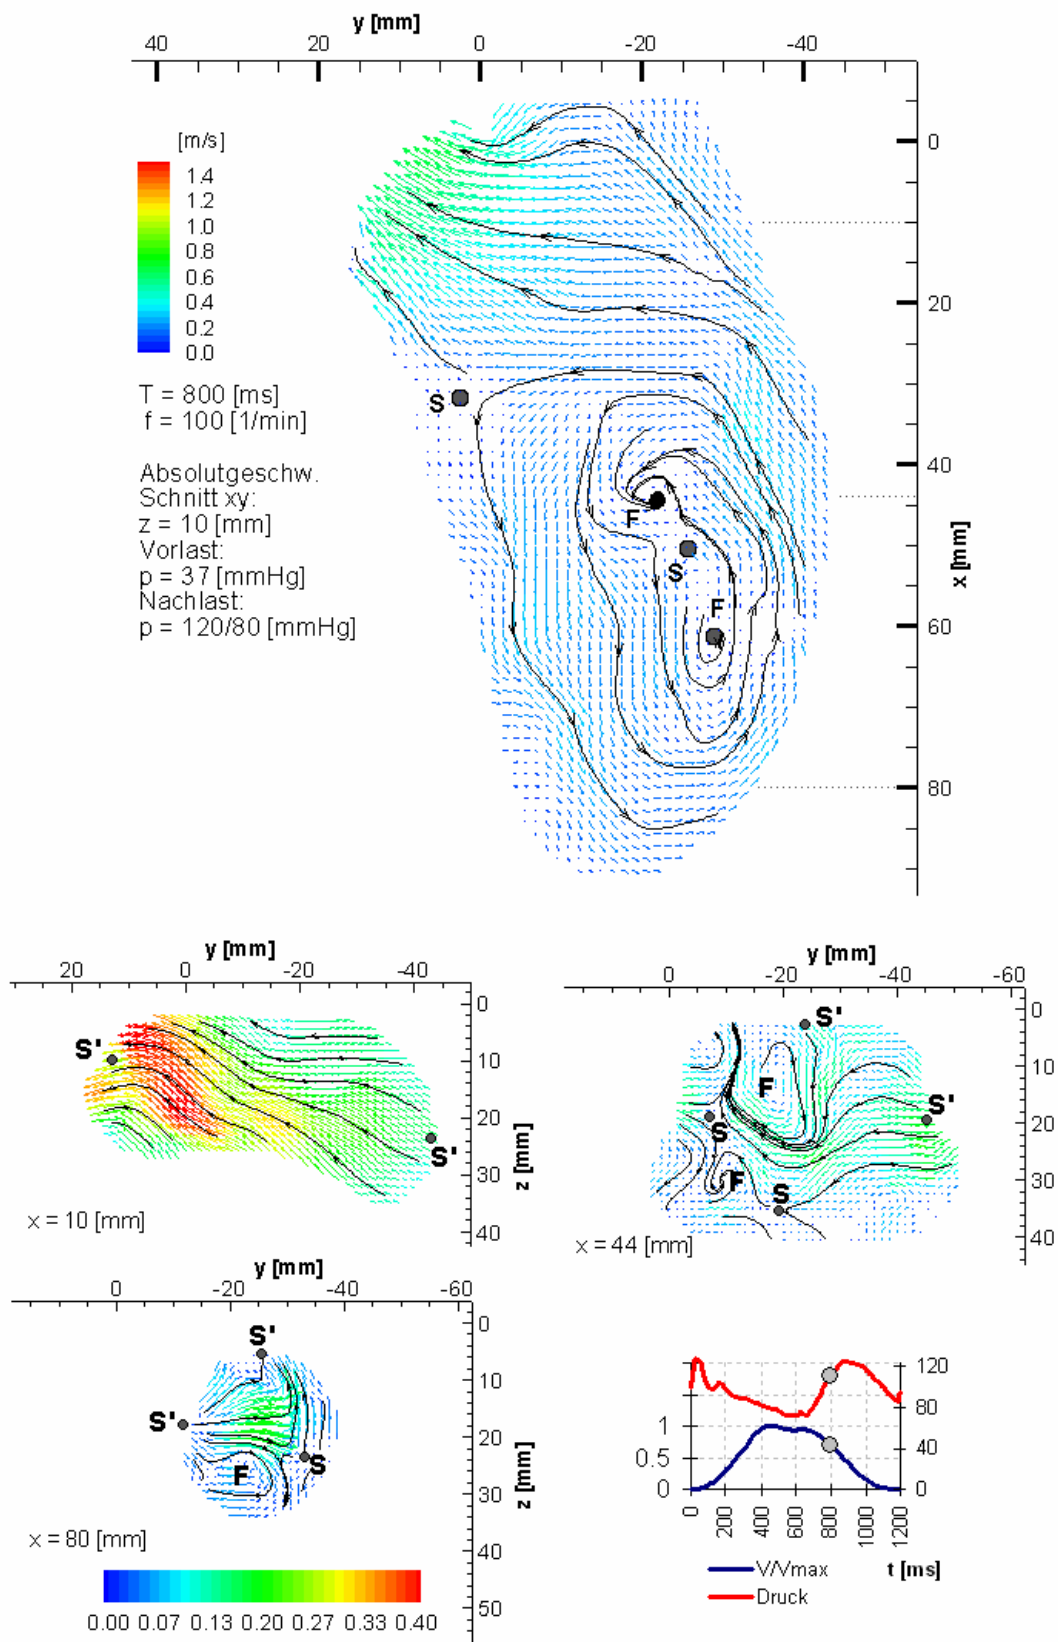 y [mm]
40 20 0 -20 -40
[m/s]
1.4
1.2
1.0
0.8
0.6
0.4
0.2
0.0
0
20
40
60
80
x [mm]
T = 800 [ms]
f = 100 [1/min]
Absolutgeschw.
Schnitt xy:
z = 10 [mm]
Vorlast:
p = 37 [mmHg]
Nachlast:
p = 120/80 [mmHg]
S
F
S
F
y [mm]
20 0 -20 -40
0
10
20
30
40
z [mm]
S'
S'
x = 10 [mm]
y [mm]
0 -20 -40 -60
0
10
20
30
40
S'
F
S'
S
F
S
x = 44 [mm]
y [mm]
0 -20 -40 -60
0
10
20
30
40
50
z [mm]
S'
S'
S
F
x = 80 [mm]
0.00 0.07 0.13 0.20 0.27 0.33 0.40
1
0.5
0
120
80
40
0
0 200 400 600 800 1000 1200
V/Vmax
t [ms]
Druck